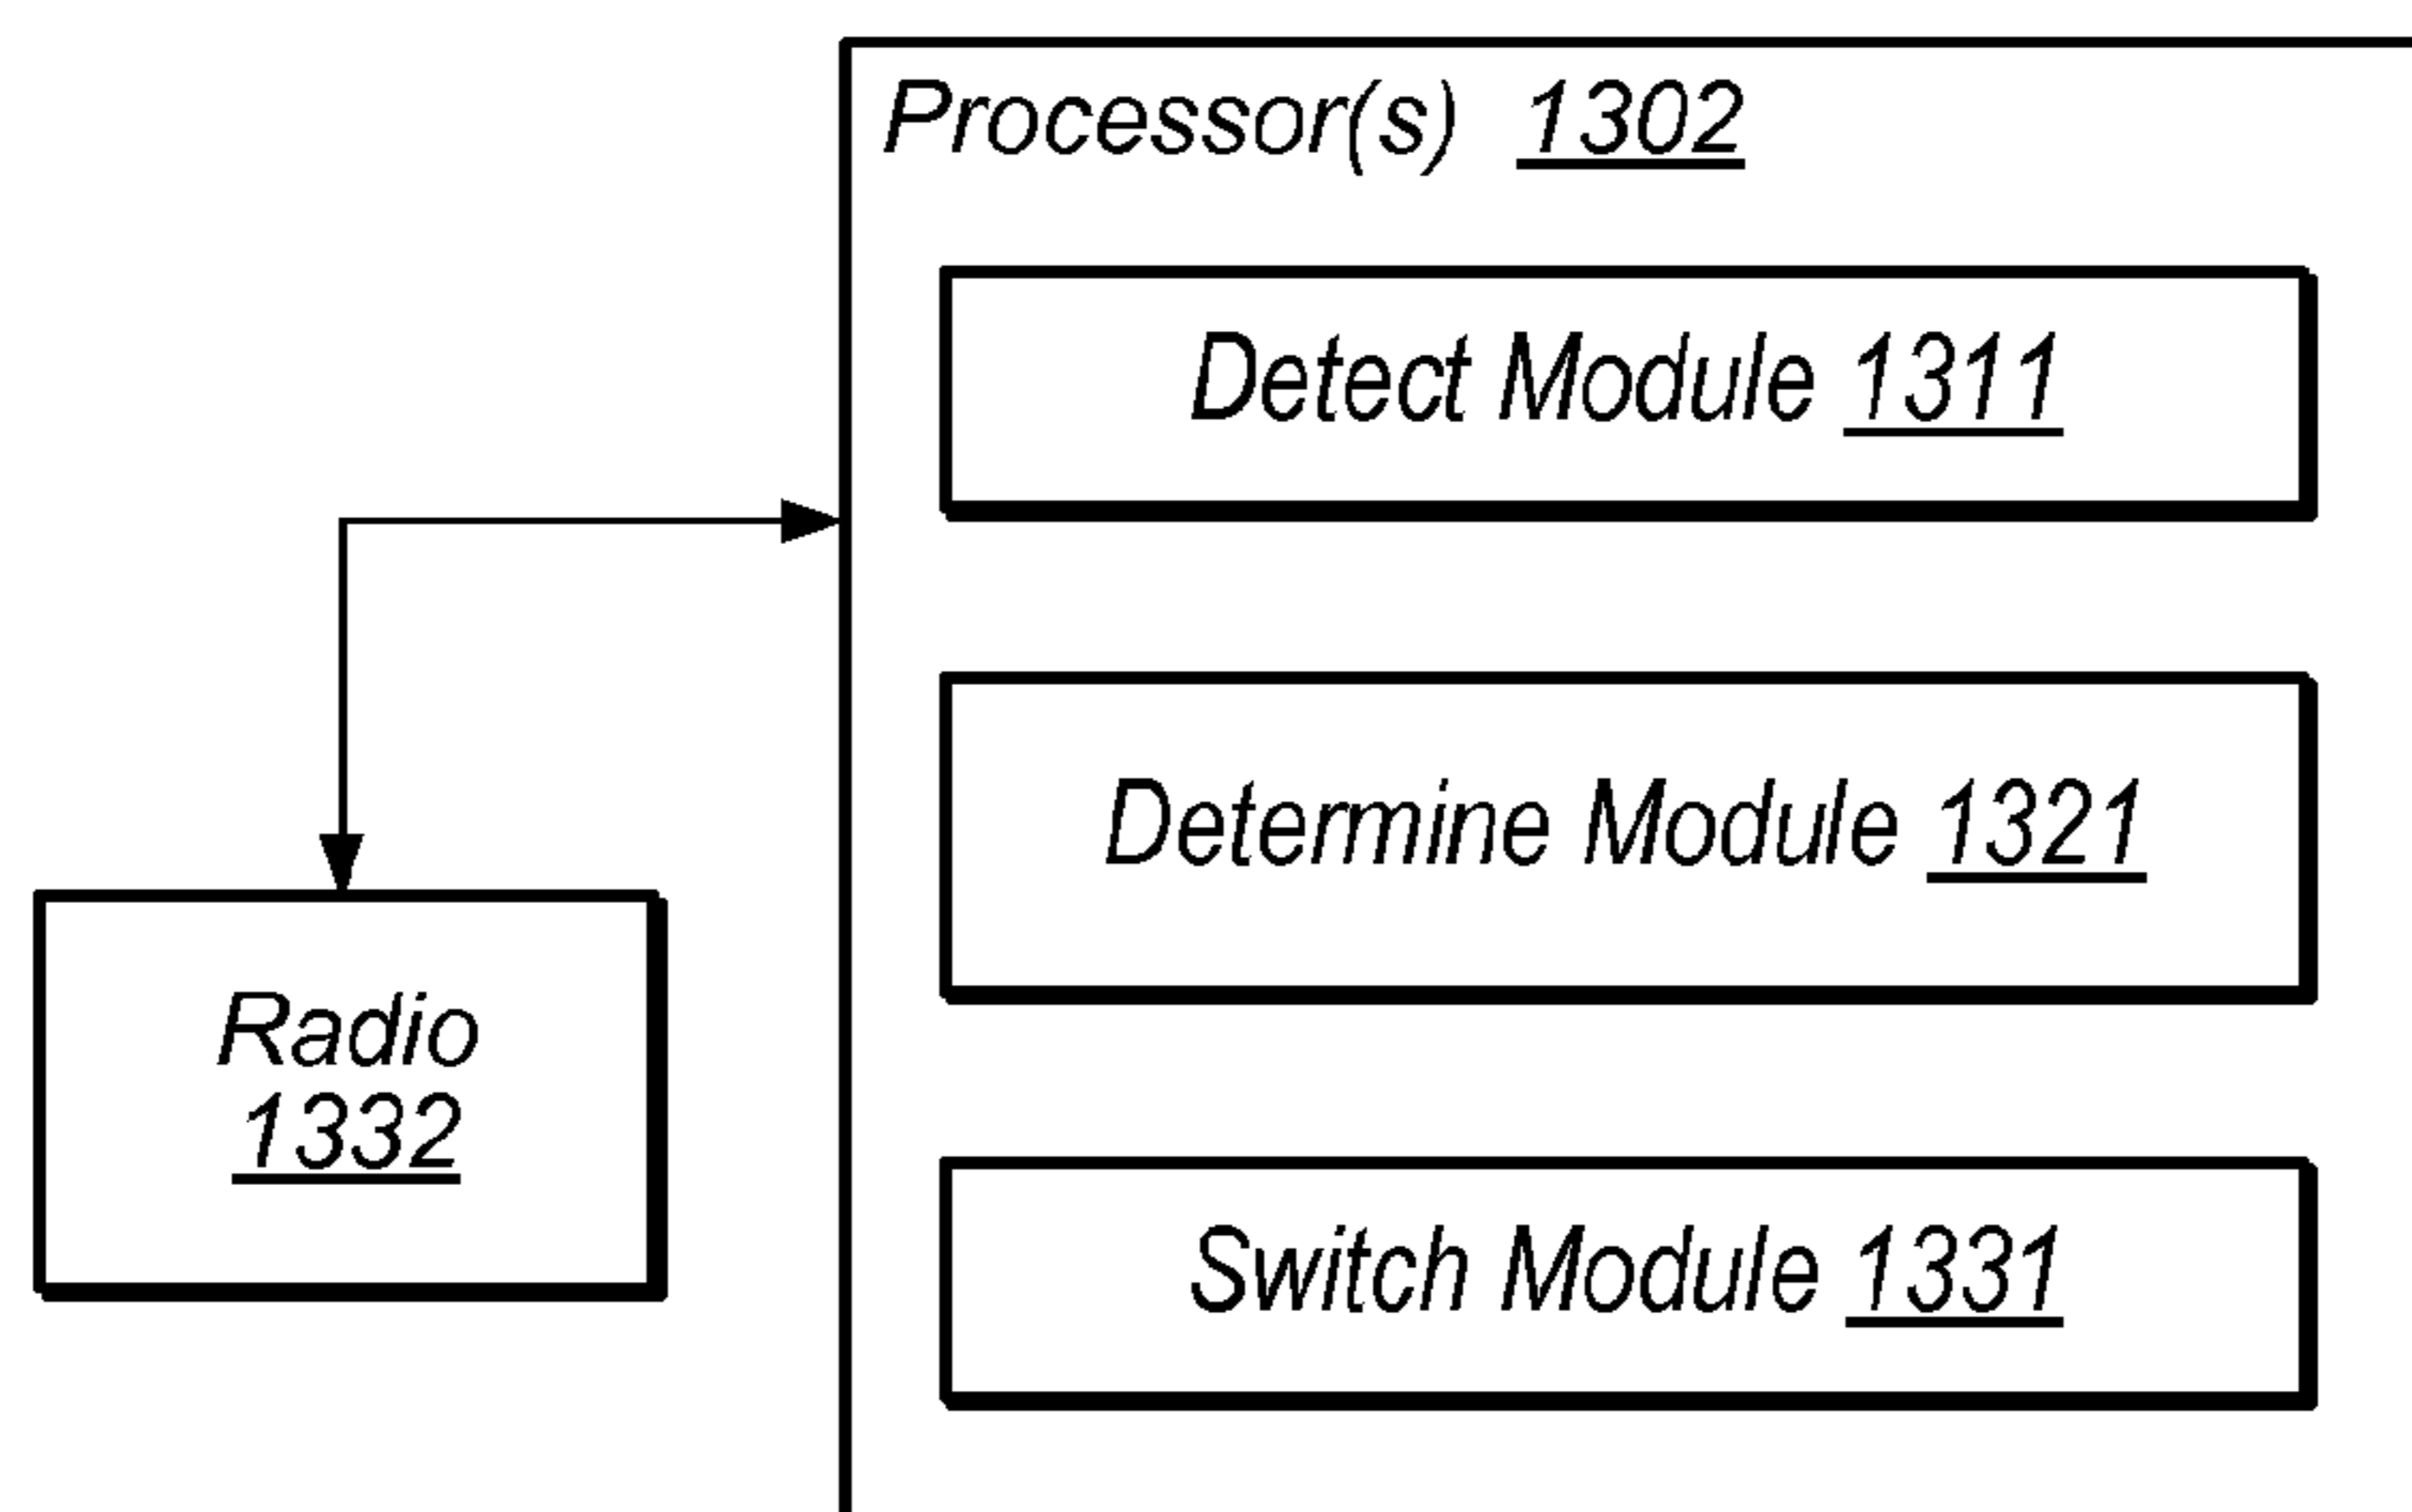 Processor(s) 1302
Detect Module 1311
Determine Module 1321
Radio
1332
Switch Module 1331